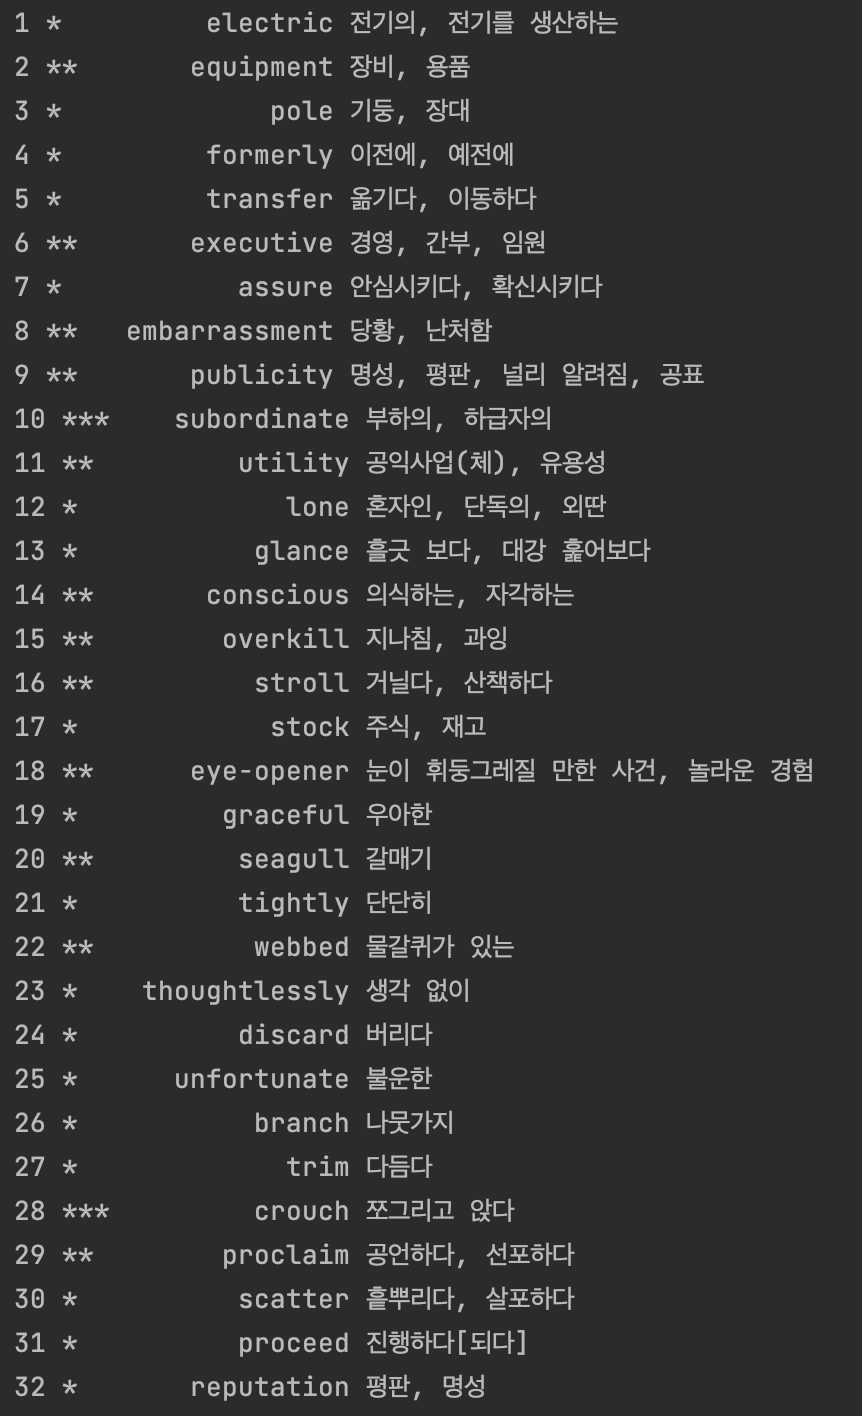 1 * electric 전기의, 전기를 생산하는
2 ** equipment 장비, 용품
3 * pole 기둥, 장대
4 * formerly 이전에, 예전에
5 * transfer 옮기다, 이동하다
6 ** executive 경영, 간부, 임원
7 * assure 안심시키다, 확신시키다
8 ** embarrassment 당황, 난처함
9 ** publicity 명성, 평판, 널리 알려짐, 공표
10 *** subordinate 부하의, 하급자의
11 ** utility 공익사업(체), 유용성
12 * lone 혼자인, 단독의, 외딴
13 * glance 흘긋 보다, 대강 훑어보다
14 ** conscious 의식하는, 자각하는
15 ** overkill 지나침, 과잉
16 ** stroll 거닐다, 산책하다
17 * stock 주식, 재고
18 ** eye-opener 눈이 휘둥그레질 만한 사건, 놀라운 경험
19 * graceful 우아한
20 ** seagull 갈매기
21 * tightly 단단히
22 ** webbed 물갈퀴가 있는
23 * thoughtlessly 생각 없이
24 * discard 버리다
25 * unfortunate 불운한
26 * branch 나뭇가지
27 * trim 다듬다
28 *** crouch 쪼그리고 앉다
29 ** proclaim 공언하다, 선포하다
30 * scatter 흩뿌리다, 살포하다
31 * proceed 진행하다[되다]
32 * reputation 평판, 명성